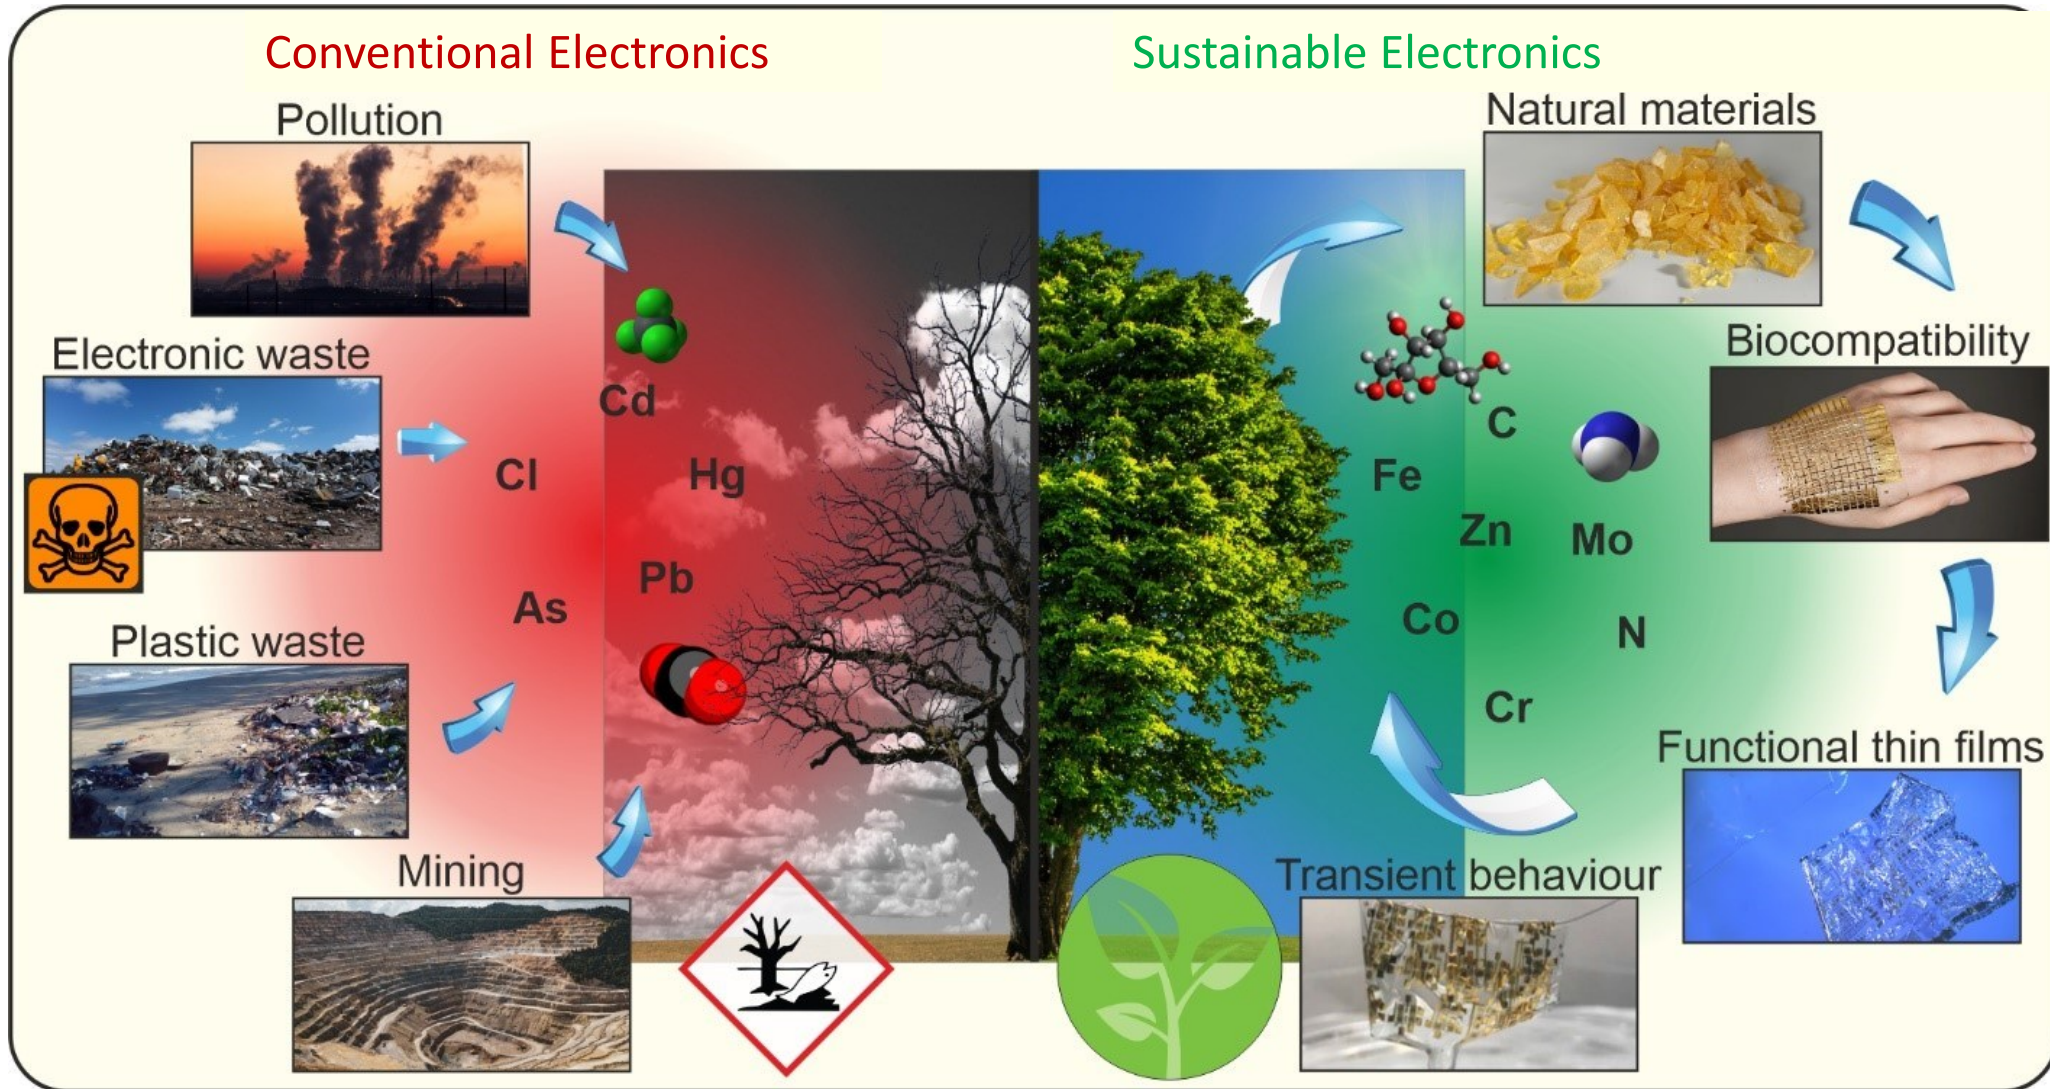 Conventional Electronics
Sustainable Electronics
Pollution
Electronic waste
Plastic waste
Mining
Cd
Cl
Hg
Pb
As
Natural materials
Biocompatibility
Functional thin films
Transient behaviour
C
Fe
Zn
Mo
Co
N
Cr